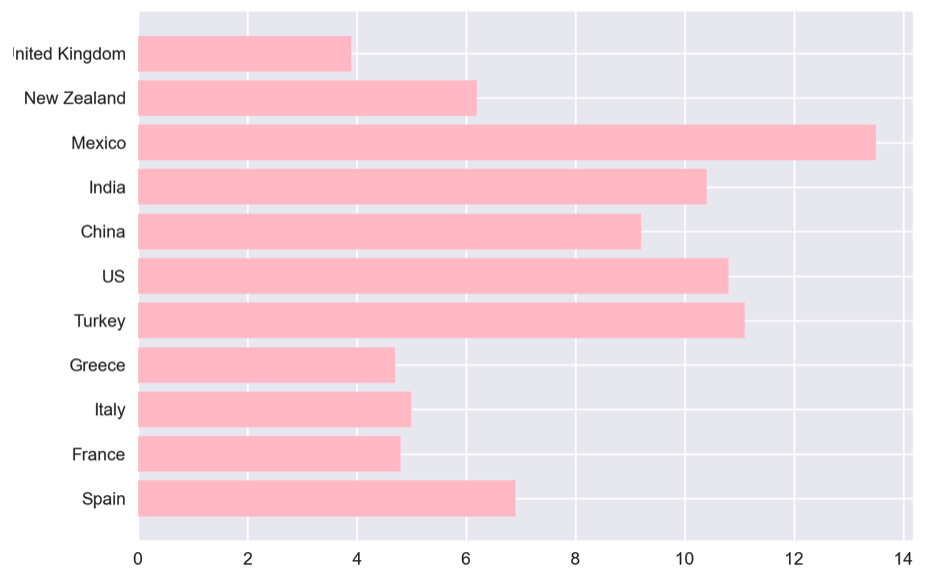 United Kingdom
New Zealand
Mexico
India
China
US
Turkey
Greece
Italy
France
Spain
0 2 4 6 8 10 12 14